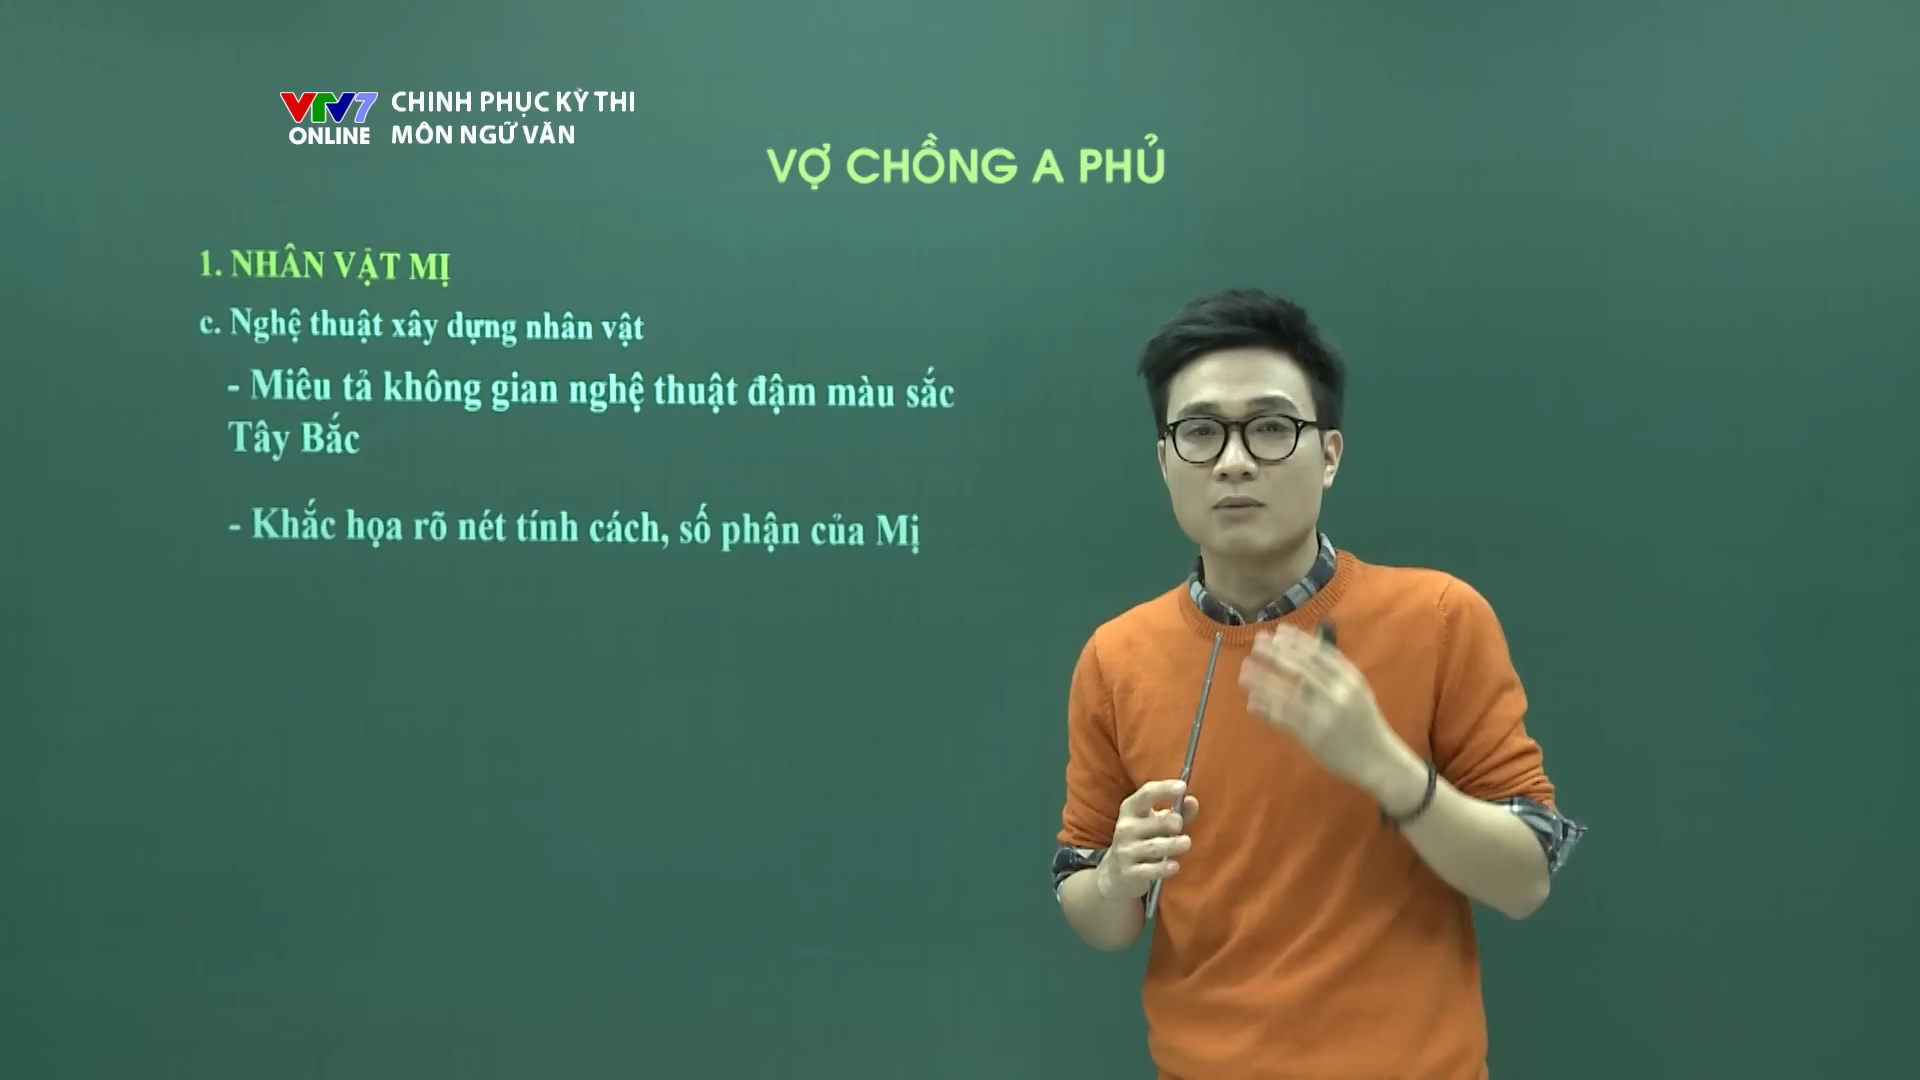 VTV7
ONLINE
CHINH PHỤC KỲ THI
MÔN NGỮ VĂN
VỢ CHỒNG A PHỦ
1. NHÂN VẬT MỊ
c. Nghệ thuật xây dựng nhân vật
- Miêu tả không gian nghệ thuật đậm màu sắc
Tây Bắc
- Khắc họa rõ nét tính cách, số phận của Mị